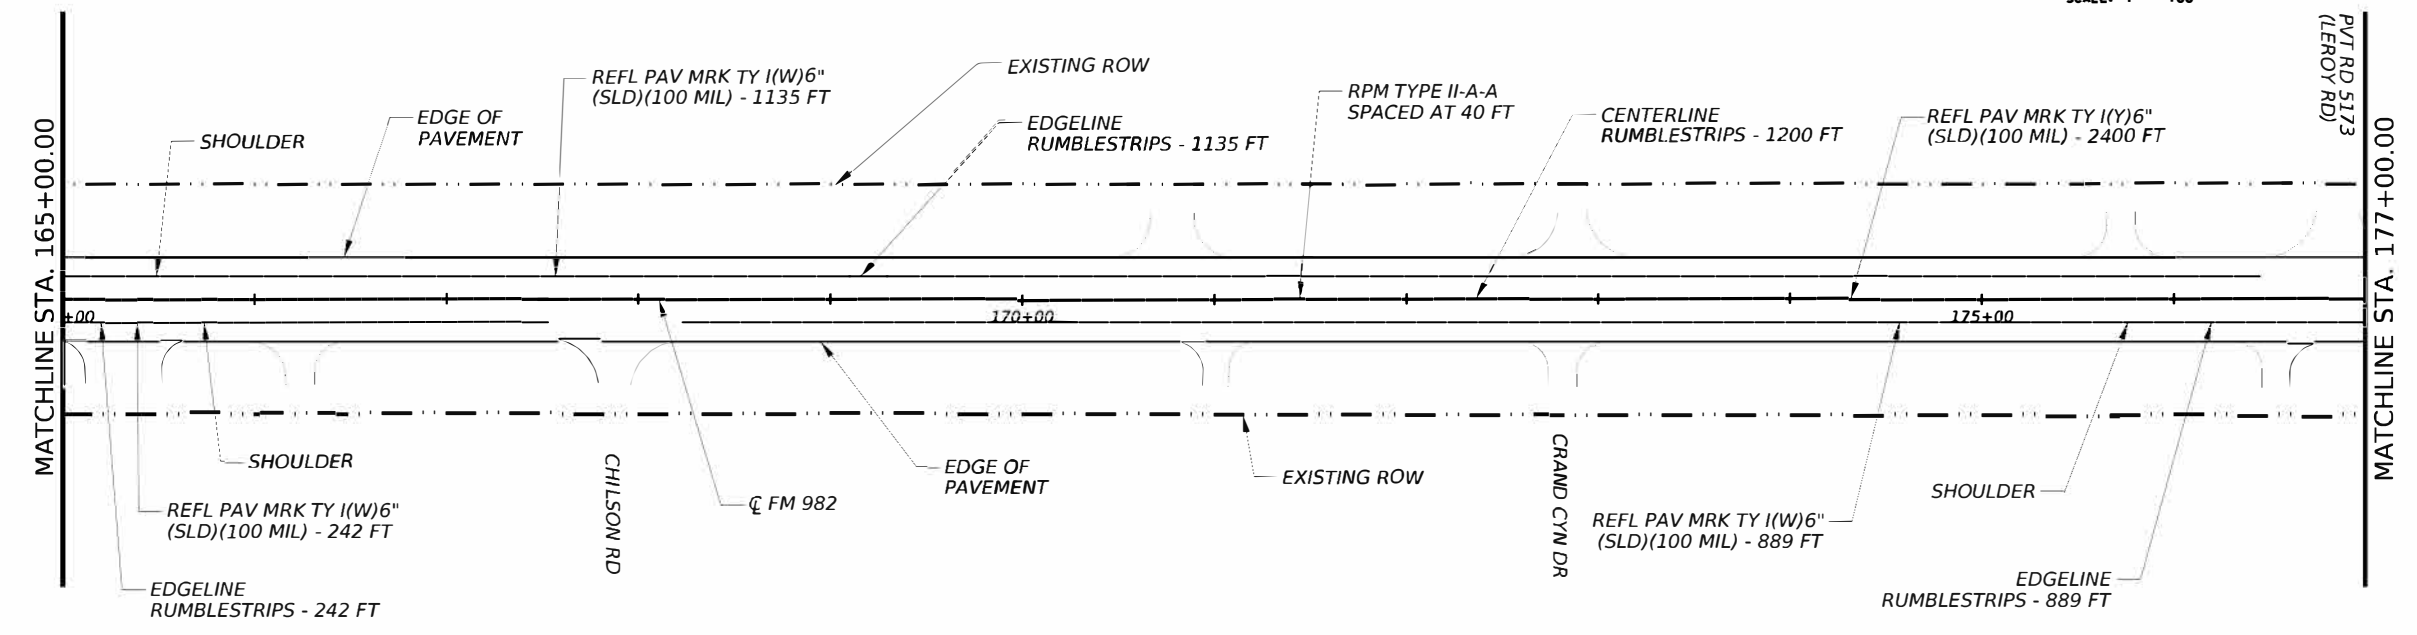 PVT RD 5173
(LEROY RD)
REFL PAV MRK TY I(W)6"
(SLD)(100 MIL) - 1135 FT
EXISTING ROW
RPM TYPE II-A-A
SPACED AT 40 FT
EDGE OF
PAVEMENT
SHOULDER
EDGELINE
RUMBLESTRIPS - 1135 FT
CENTERLINE
RUMBLESTRIPS - 1200 FT
REFL PAV MRK TY I(Y)6"
(SLD)(100 MIL) - 2400 FT
MATCHLINE STA. 165+00.00
MATCHLINE STA. 177+00.00
+00
170+00
175+00
SHOULDER
REFL PAV MRK TY I(W)6"
(SLD)(100 MIL) - 242 FT
EDGELINE
RUMBLESTRIPS - 242 FT
CHILSON RD
℄ FM 982
EDGE OF
PAVEMENT
EXISTING ROW
CRAND CYN DR
REFL PAV MRK TY I(W)6"
(SLD)(100 MIL) - 889 FT
SHOULDER
EDGELINE
RUMBLESTRIPS - 889 FT